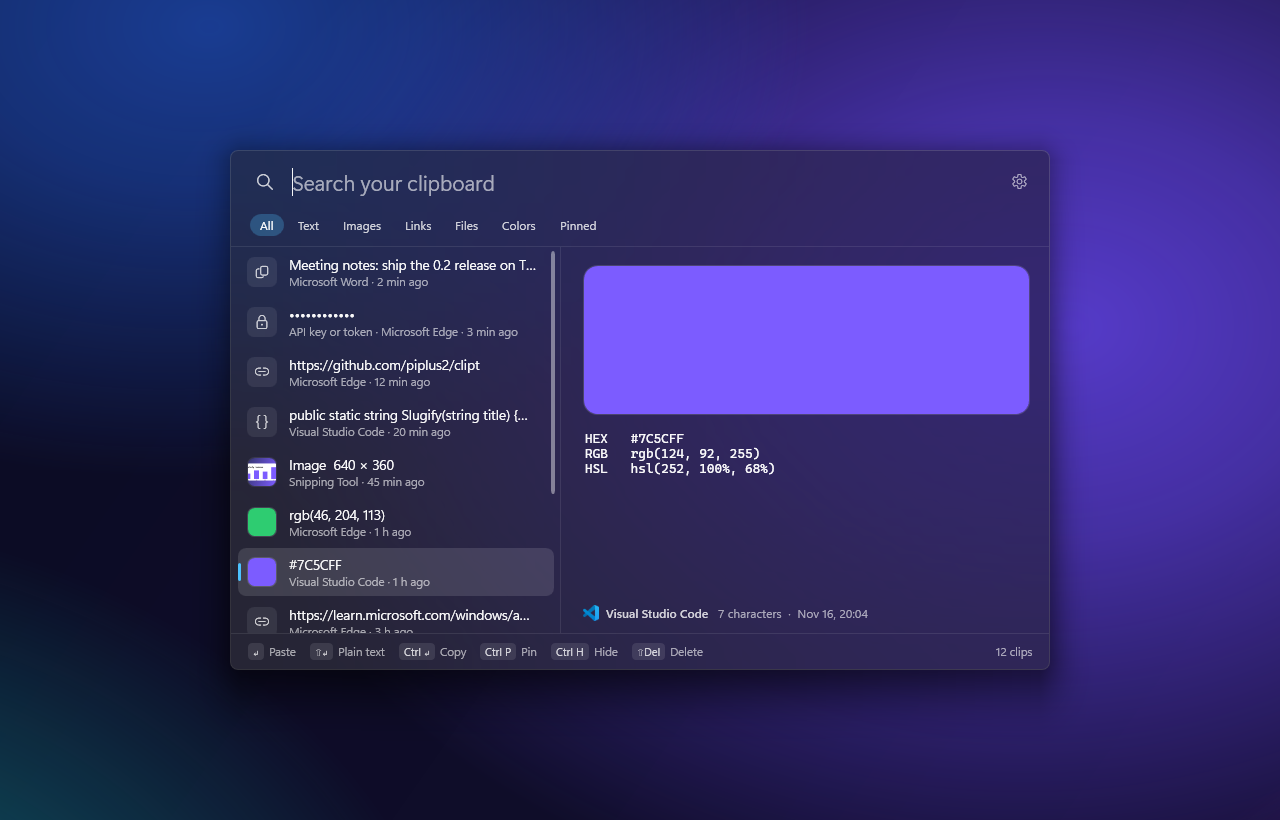 Search your clipboard
All Text Images Links Files Colors Pinned
Meeting notes: ship the 0.2 release on T...
Microsoft Word · 2 min ago
••••••••••••
API key or token · Microsoft Edge · 3 min ago
https://github.com/piplus2/clipt
Microsoft Edge · 12 min ago
{ }
public static string Slugify(string title) {...
Visual Studio Code · 20 min ago
Image 640 × 360
Snipping Tool · 45 min ago
rgb(46, 204, 113)
Microsoft Edge · 1 h ago
#7C5CFF
Visual Studio Code · 1 h ago
https://learn.microsoft.com/windows/a...
Microsoft Edge · 3 h ago
HEX #7C5CFF
RGB rgb(124, 92, 255)
HSL hsl(252, 100%, 68%)
Visual Studio Code 7 characters · Nov 16, 20:04
↲ Paste ⇧↲ Plain text Ctrl ↲ Copy Ctrl P Pin Ctrl H Hide ⇧Del Delete 12 clips